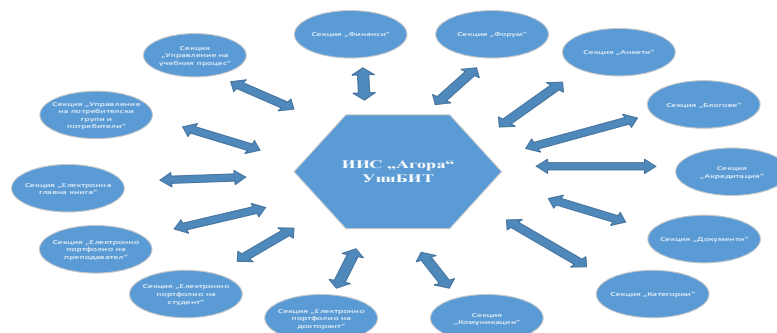 Секция „Финанси“
Секция „Форум“
Секция „Анкети“
Секция „Блогове“
Секция
„Акредитация“
Секция „Документи“
Секция „Категории“
Секция
„Комуникации“
Секция „Електронно
портфолио на
докторант“
Секция „Електронно
портфолио на
студент“
Секция „Електронно
портфолио на
преподавател“
Секция „Електронна
главна книга“
Секция „Управление
на потребителски
групи и
потребители“
Секция
„Управление на
учебния процес“
ИИС „Агора“
УниБИТ